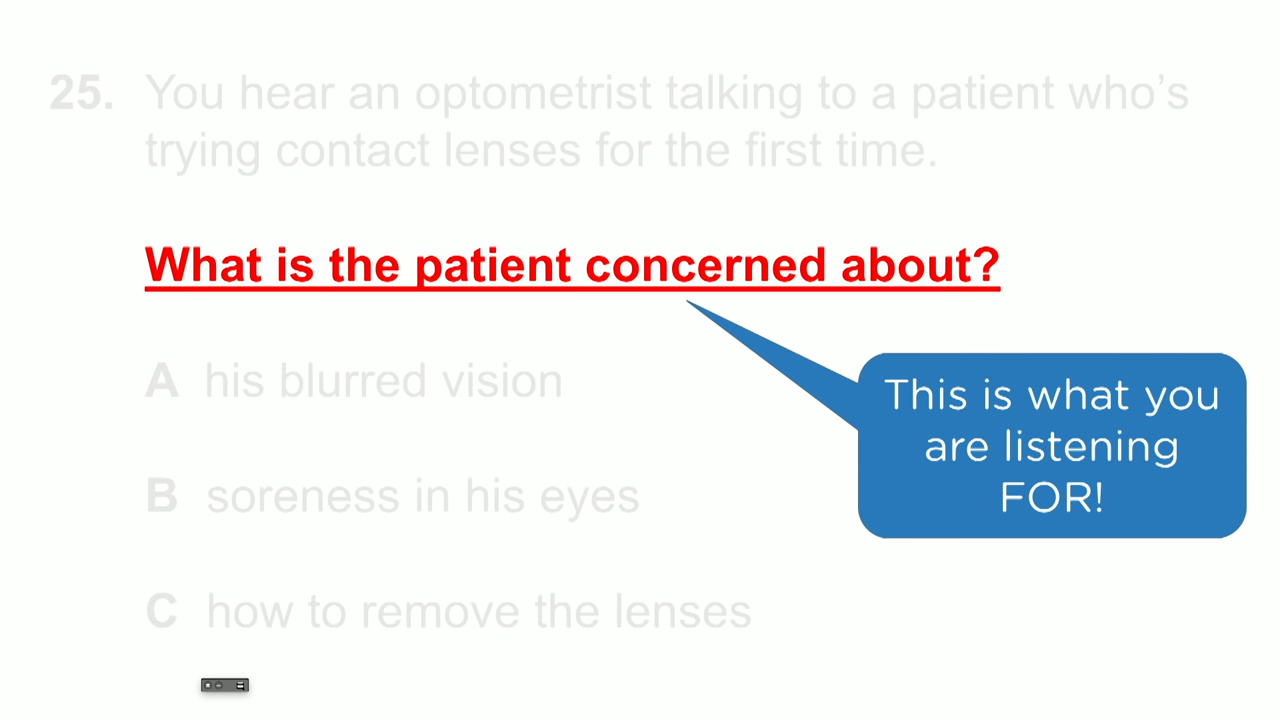 25. You hear an optometrist talking to a patient who's
trying contact lenses for the first time.
What is the patient concerned about?
A his blurred vision
This is what you
are listening
FOR!
B soreness in his eyes
C how to remove the lenses